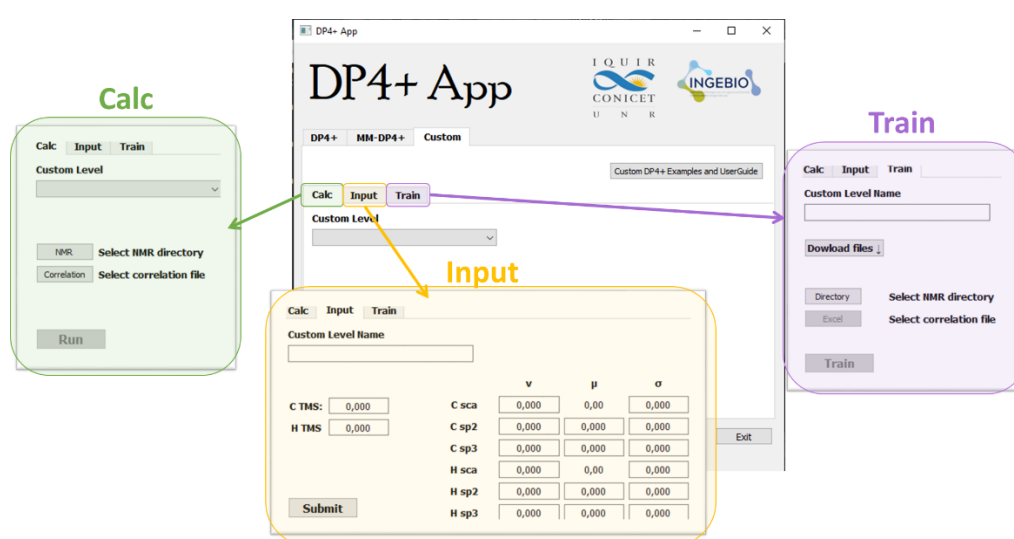 DP4+ App
DP4+ App
IQUIR
CONICET
U N R
INGEBIO
DP4+ MM-DP4+ Custom
Custom DP4+ Examples and UserGuide
Calc Input Train
Custom Level
Exit
Calc
Calc Input Train
Custom Level
NMR Select NMR directory
Correlation Select correlation file
Run
Input
Calc Input Train
Custom Level Name
ν μ σ
C TMS: 0,000 C sca 0,000 0,00 0,000
H TMS 0,000 C sp2 0,000 0,000 0,000
C sp3 0,000 0,000 0,000
H sca 0,000 0,00 0,000
H sp2 0,000 0,000 0,000
Submit H sp3 0,000 0,000 0,000
Train
Calc Input Train
Custom Level Name
Dowload files ↓
Directory Select NMR directory
Excel Select correlation file
Train